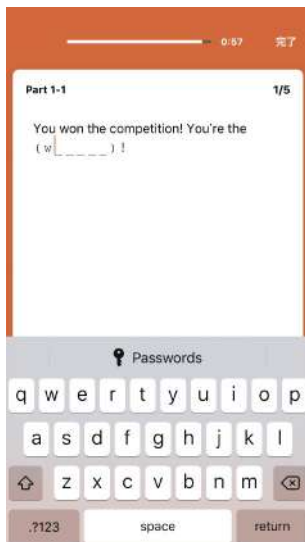 0:57 完了
Part 1-1 1/5
You won the competition! You're the
(w_____)!
Passwords
q w e r t y u i o p
a s d f g h j k l
z x c v b n m
.?123 space return